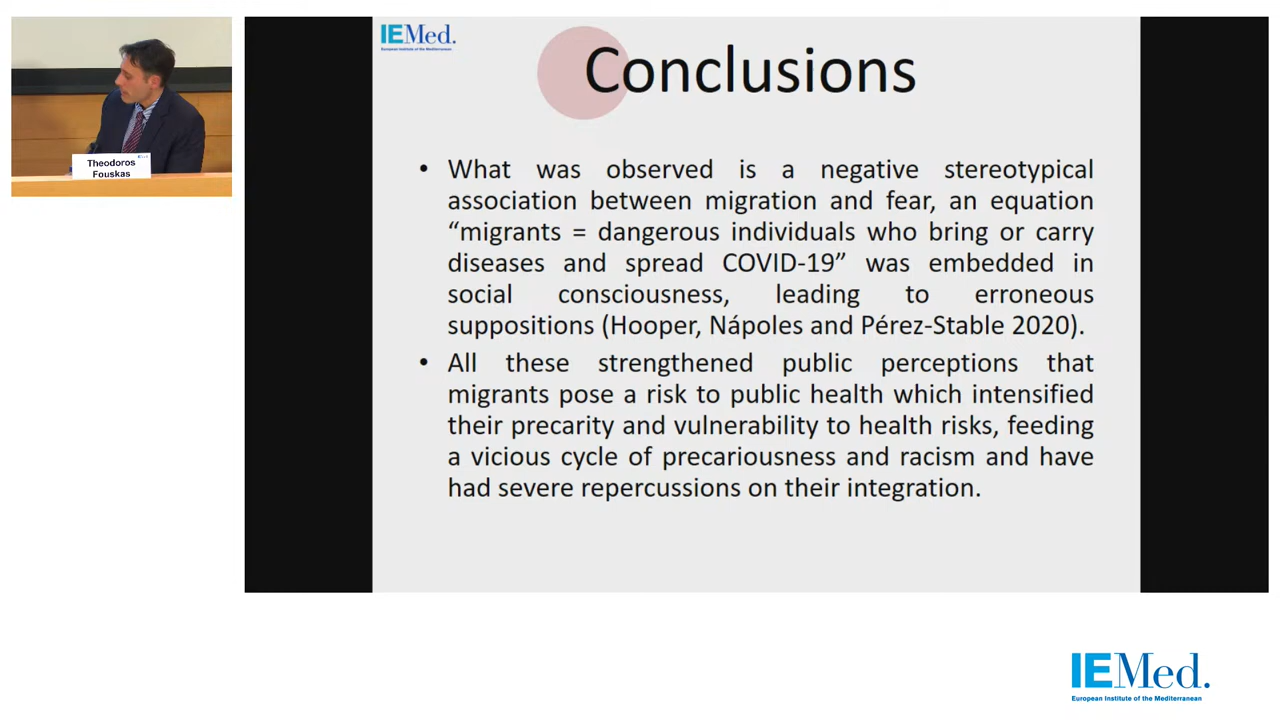 Theodoros
Fouskas
IEMed.
European Institute of the Mediterranean
Conclusions
• What was observed is a negative stereotypical
association between migration and fear, an equation
“migrants = dangerous individuals who bring or carry
diseases and spread COVID-19” was embedded in
social consciousness, leading to erroneous
suppositions (Hooper, Nápoles and Pérez-Stable 2020).
• All these strengthened public perceptions that
migrants pose a risk to public health which intensified
their precarity and vulnerability to health risks, feeding
a vicious cycle of precariousness and racism and have
had severe repercussions on their integration.
IEMed.
European Institute of the Mediterranean